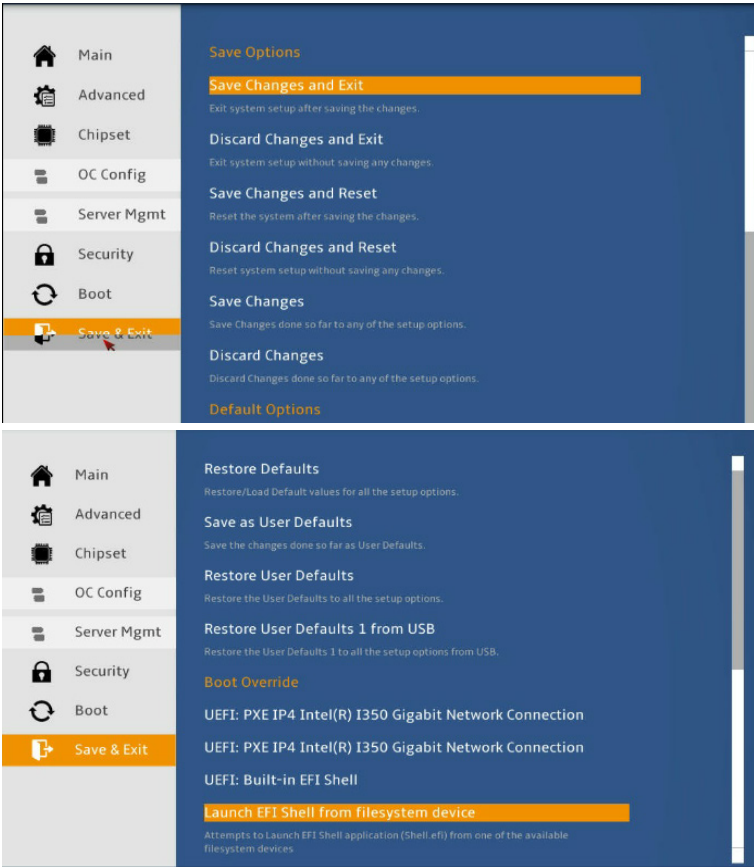 Main
Advanced
Chipset
OC Config
Server Mgmt
Security
Boot
Save & Exit
Save Options
Save Changes and Exit
Exit system setup after saving the changes.
Discard Changes and Exit
Exit system setup without saving any changes.
Save Changes and Reset
Reset the system after saving the changes.
Discard Changes and Reset
Reset system setup without saving any changes.
Save Changes
Save Changes done so far to any of the setup options.
Discard Changes
Discard Changes done so far to any of the setup options.
Default Options
Main
Advanced
Chipset
OC Config
Server Mgmt
Security
Boot
Save & Exit
Restore Defaults
Restore/Load Default values for all the setup options.
Save as User Defaults
Save the changes done so far as User Defaults.
Restore User Defaults
Restore the User Defaults to all the setup options.
Restore User Defaults 1 from USB
Restore the User Defaults 1 to all the setup options from USB.
Boot Override
UEFI: PXE IP4 Intel(R) I350 Gigabit Network Connection
UEFI: PXE IP4 Intel(R) I350 Gigabit Network Connection
UEFI: Built-in EFI Shell
Launch EFI Shell from filesystem device
Attempts to Launch EFI Shell application (Shell.efi) from one of the available
filesystem devices